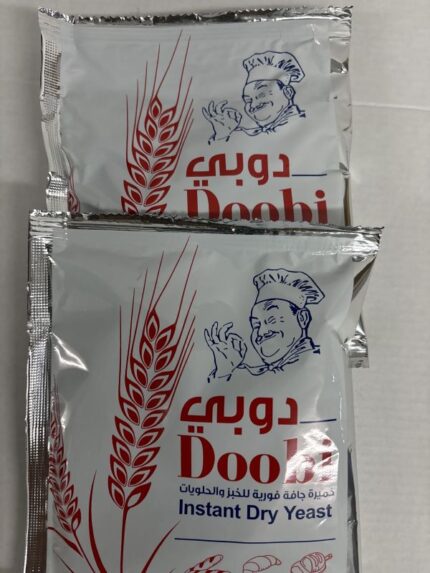 دوبي
Doobi
دوبي
Doobi
خميرة جافة فورية للخبز والحلويات
Instant Dry Yeast